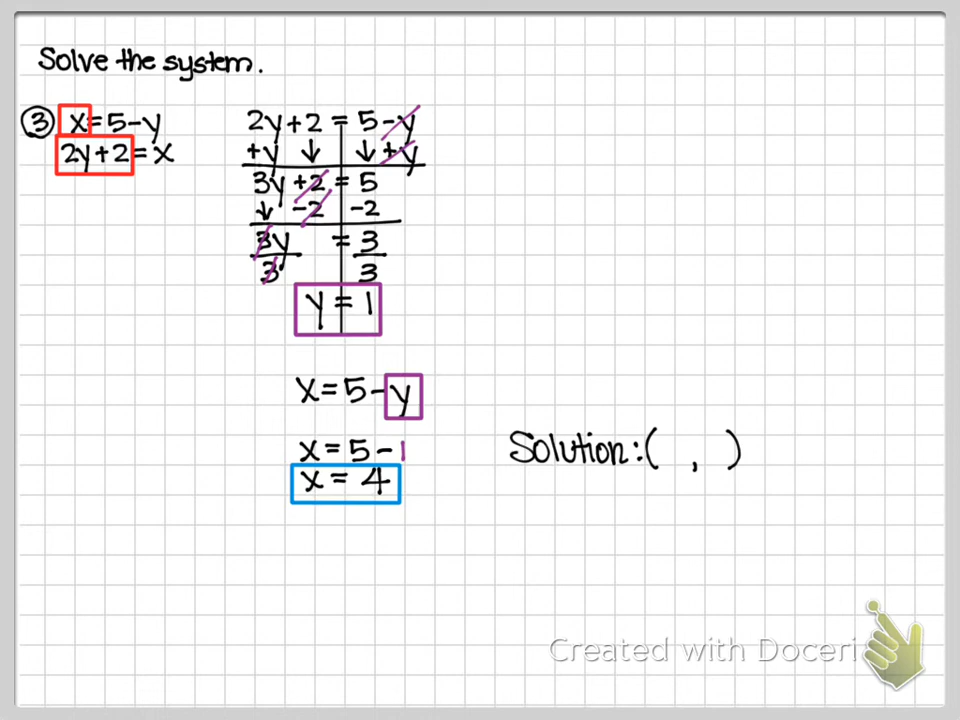 Solve the system.
③ x = 5 - y
2y + 2 = x
2y + 2 = 5 - y
+y ↓ ↓ +y
3y + 2 = 5
↓ -2 -2
3y = 3
3 3
y = 1
x = 5 - y
x = 5 - 1
x = 4
Solution: ( , )
Created with Doceri